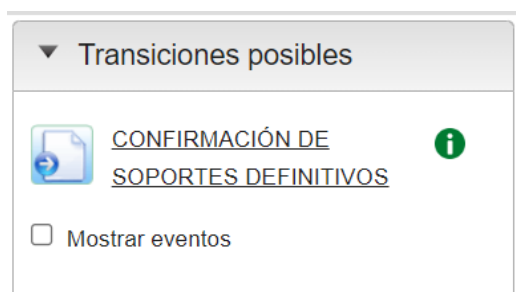 Transiciones posibles
CONFIRMACIÓN DE
SOPORTES DEFINITIVOS
Mostrar eventos